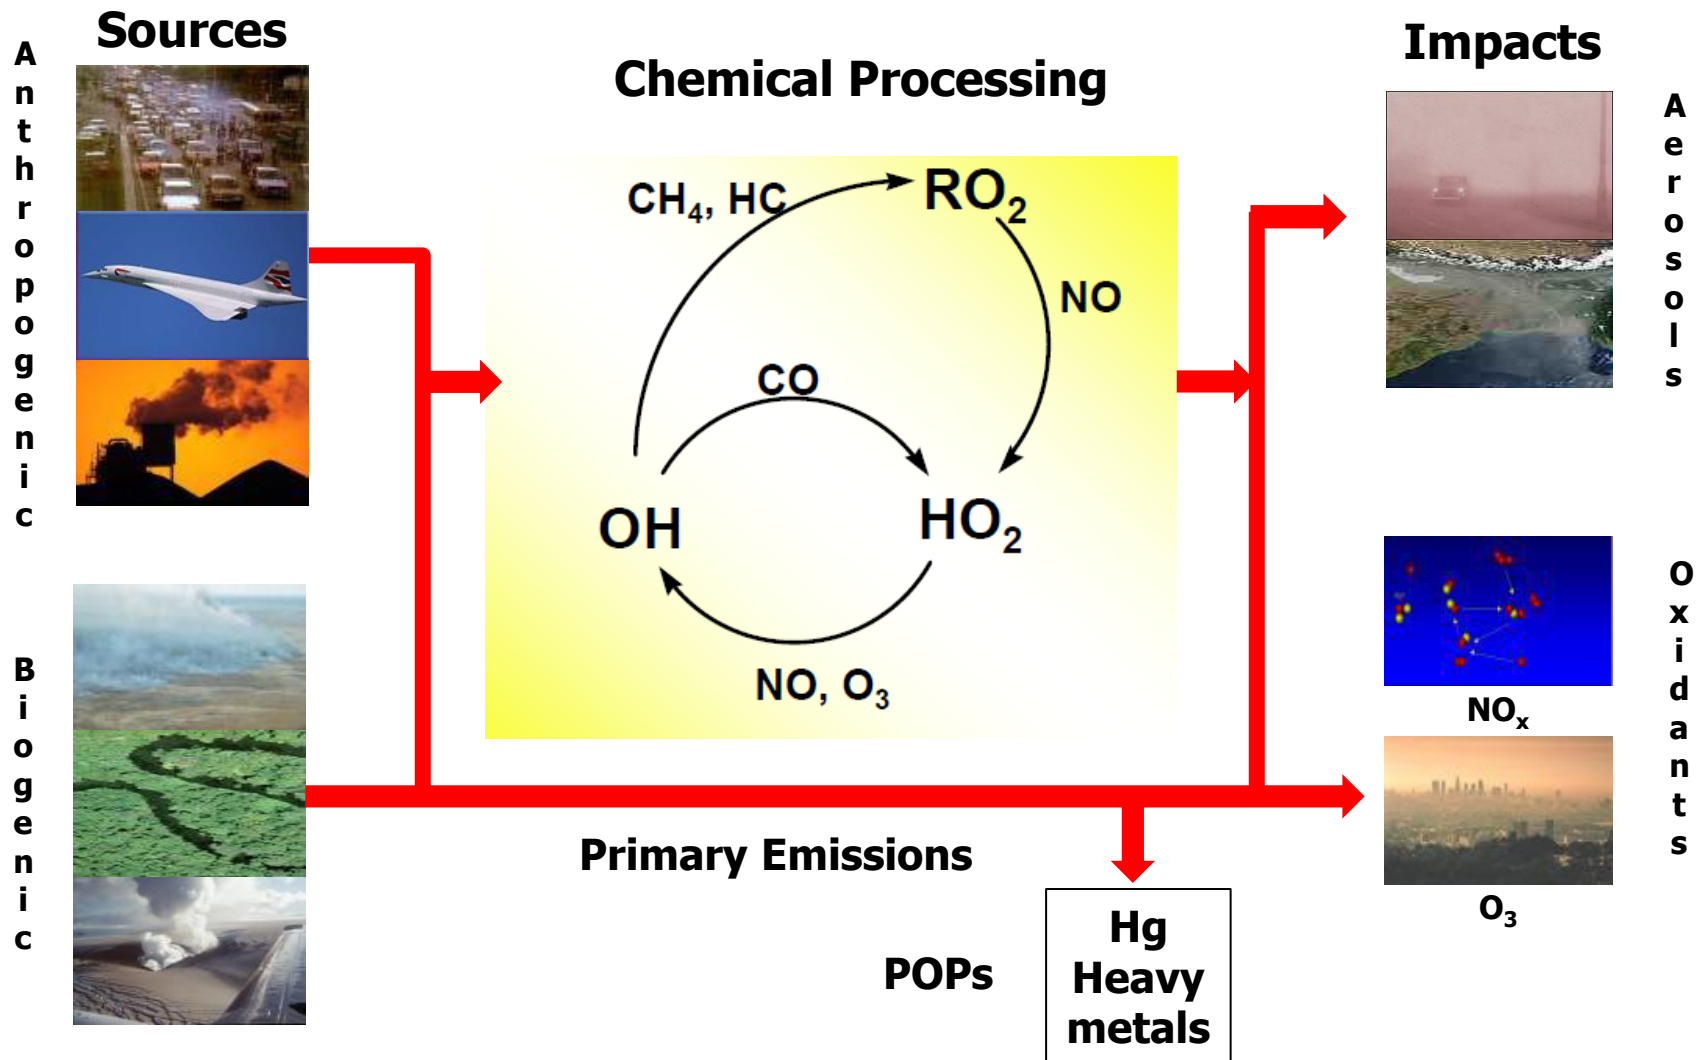 Sources
Anthropogenic
Biogenic
Chemical Processing
CH₄, HC
RO₂
NO
CO
OH
HO₂
NO, O₃
Primary Emissions
POPs
Hg
Heavy
metals
Impacts
Aerosols
Oxidants
NOₓ
O₃